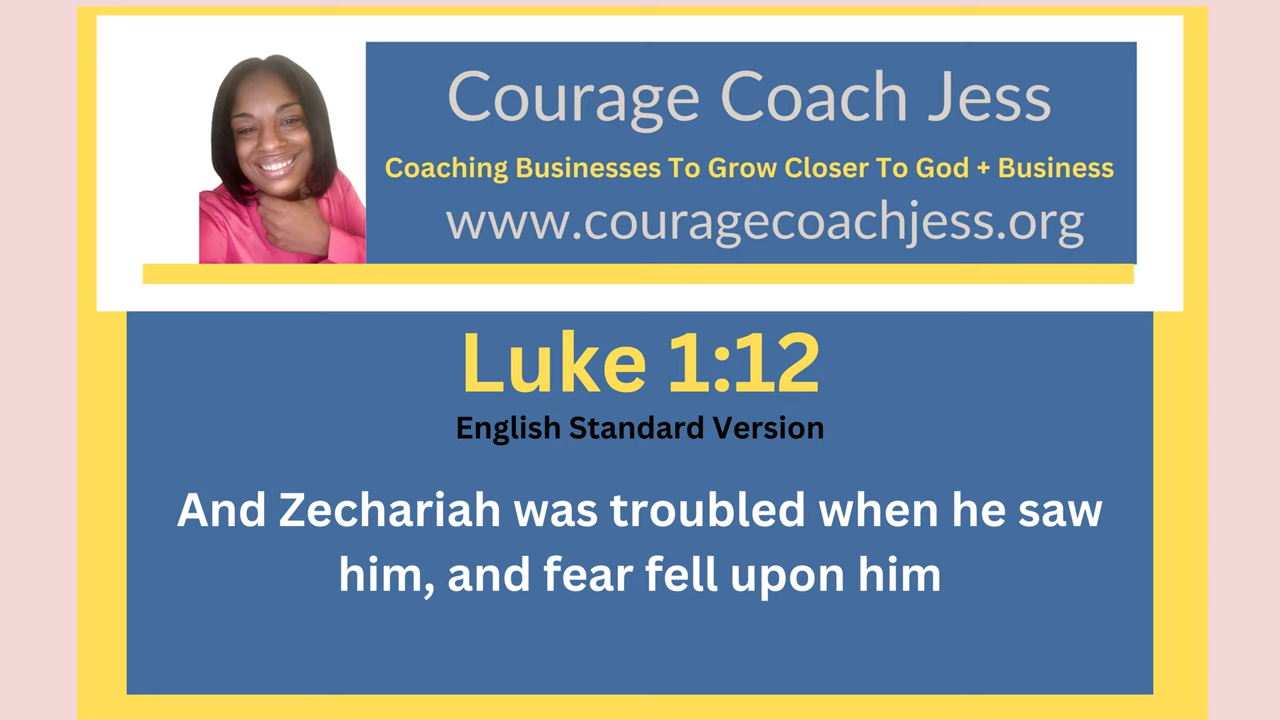 Courage Coach Jess
Coaching Businesses To Grow Closer To God + Business
www.couragecoachjess.org
Luke 1:12
English Standard Version
And Zechariah was troubled when he saw
him, and fear fell upon him